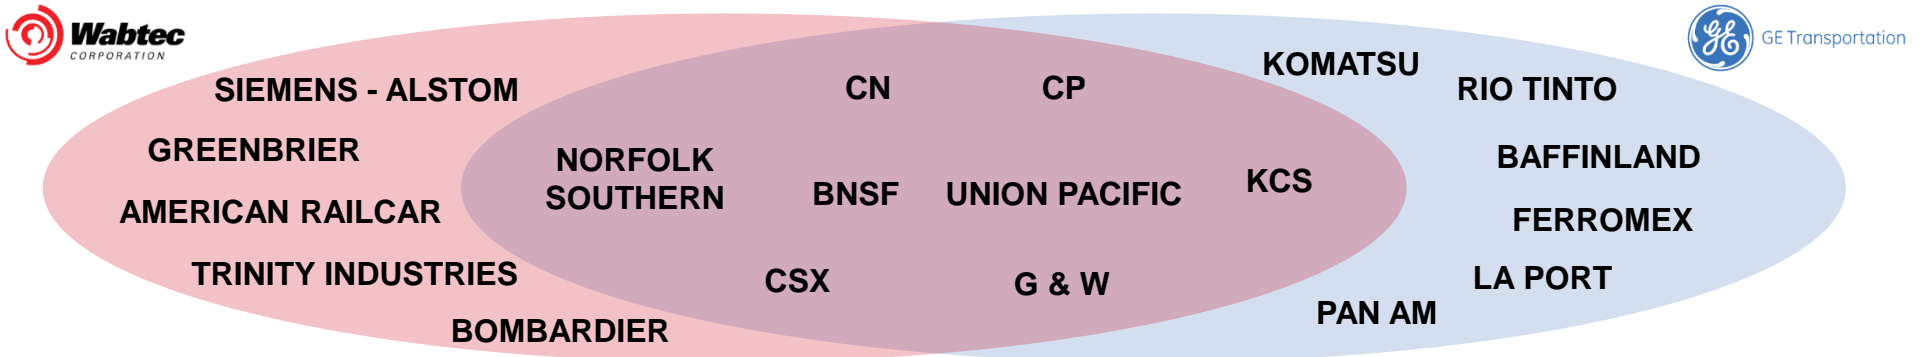 Wabtec
CORPORATION
GE
GE Transportation
SIEMENS - ALSTOM
GREENBRIER
AMERICAN RAILCAR
TRINITY INDUSTRIES
BOMBARDIER
CN
CP
NORFOLK
SOUTHERN
BNSF
UNION PACIFIC
KCS
CSX
G & W
KOMATSU
RIO TINTO
BAFFINLAND
FERROMEX
LA PORT
PAN AM